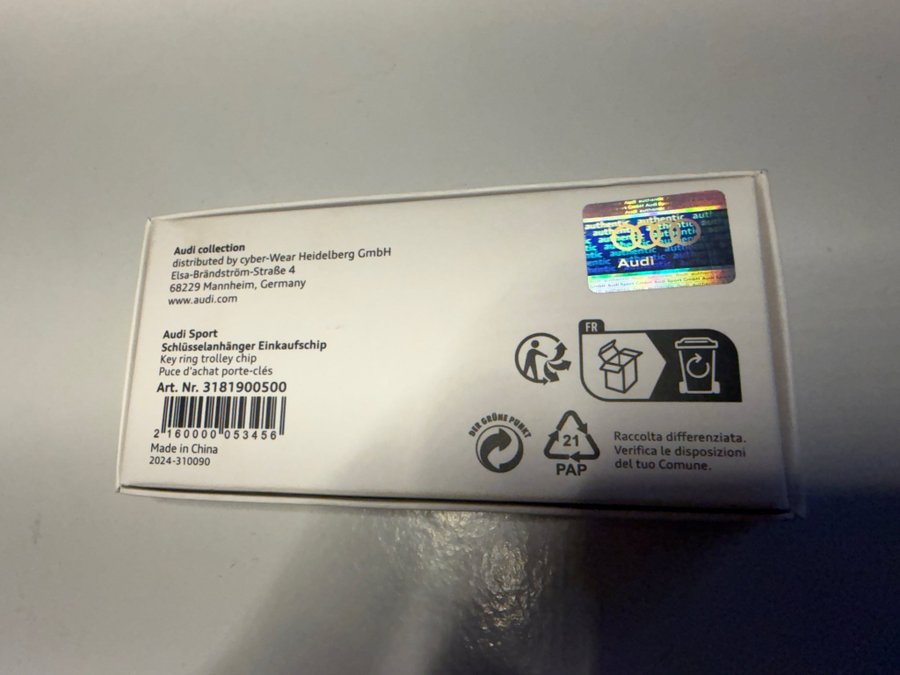 Audi collection
distributed by cyber-Wear Heidelberg GmbH
Elsa-Brändström-Straße 4
68229 Mannheim, Germany
www.audi.com
Audi Sport
Schlüsselanhänger Einkaufschip
Key ring trolley chip
Puce d'achat porte-clés
Art. Nr. 3181900500
2 160000 053456
Made in China
2024-310090
Audi authentic
authentic
Audi
FR
DER GRÜNE PUNKT
21
PAP
Raccolta differenziata.
Verifica le disposizioni
del tuo Comune.